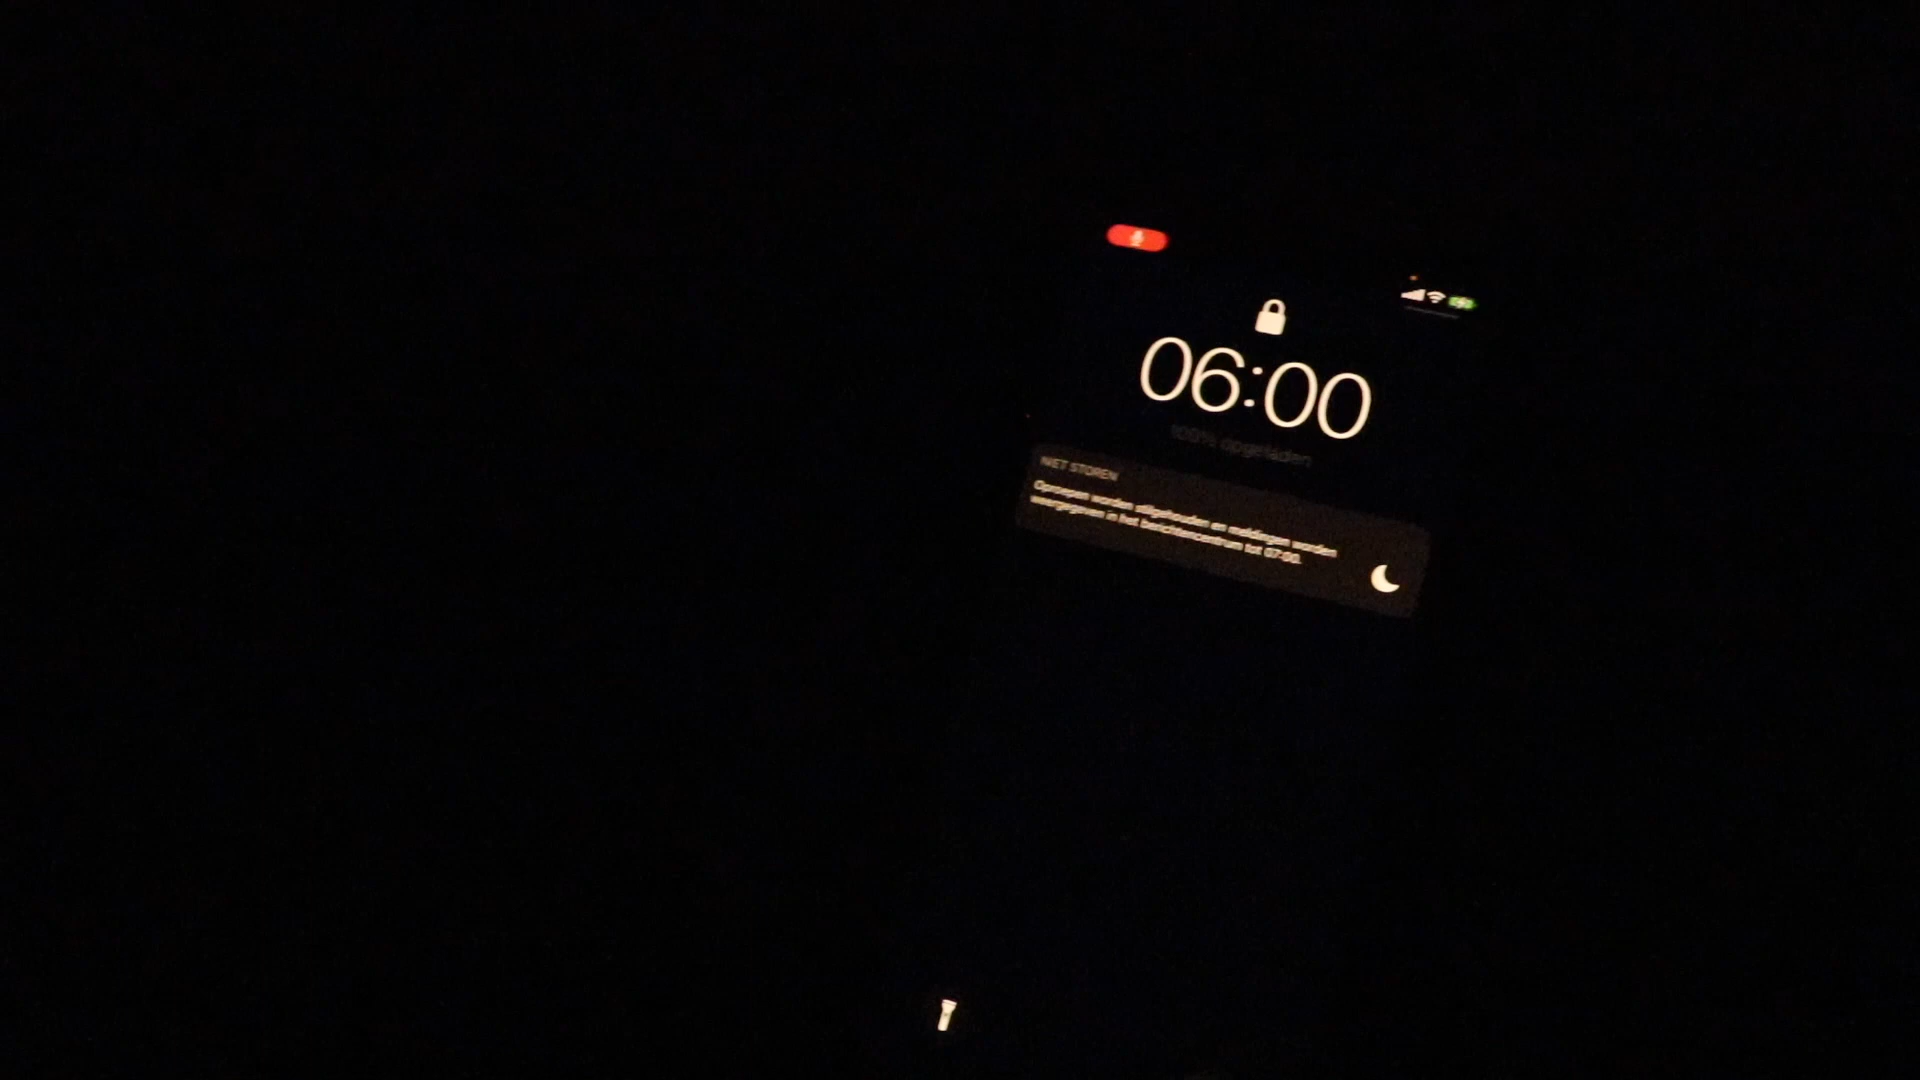 06:00
100% opgeladen
NIET STOREN
Oproepen worden stilgehouden en meldingen worden
weergegeven in het berichtencentrum tot 07:00.